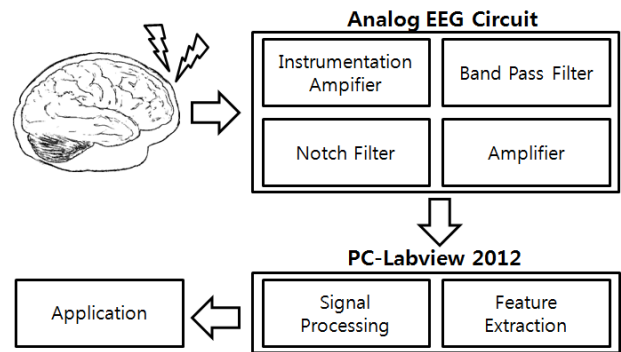 Analog EEG Circuit
Instrumentation
Ampifier
Band Pass Filter
Notch Filter
Amplifier
PC-Labview 2012
Application
Signal
Processing
Feature
Extraction